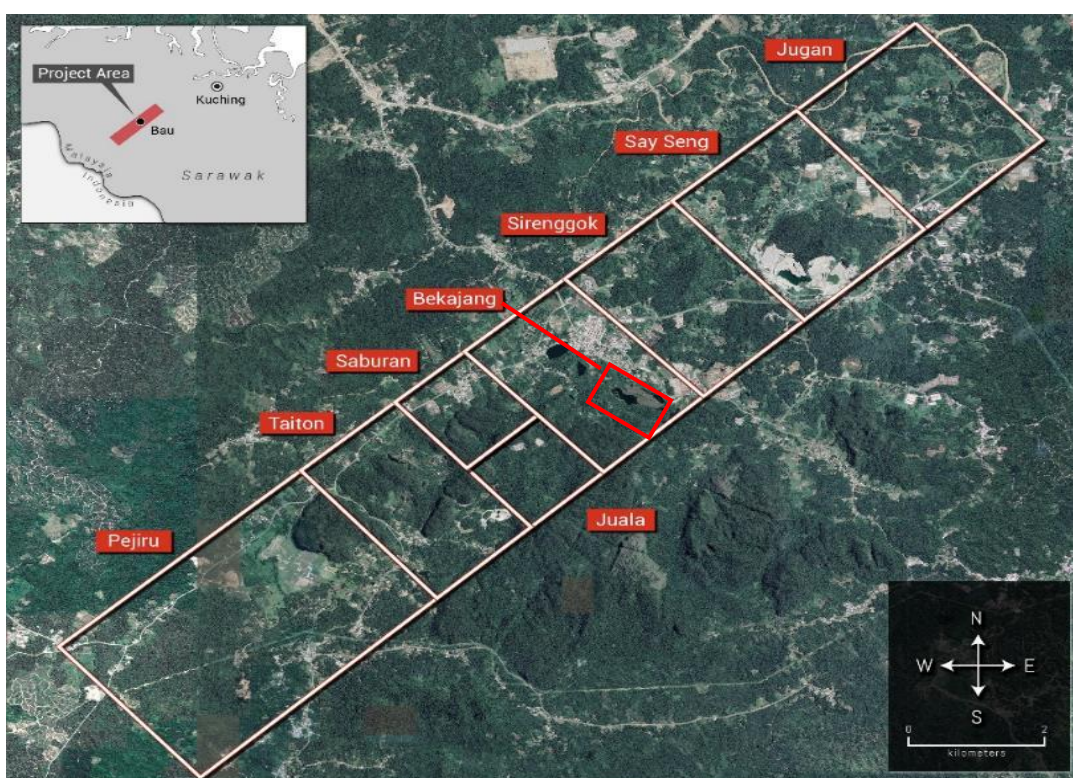 Project Area
Kuching
Bau
Malaysia
Indonesia
Sarawak
Jugan
Say Seng
Sirenggok
Bekajang
Saburan
Taiton
Pejiru
Juala
N
W
E
S
0 2
kilometers